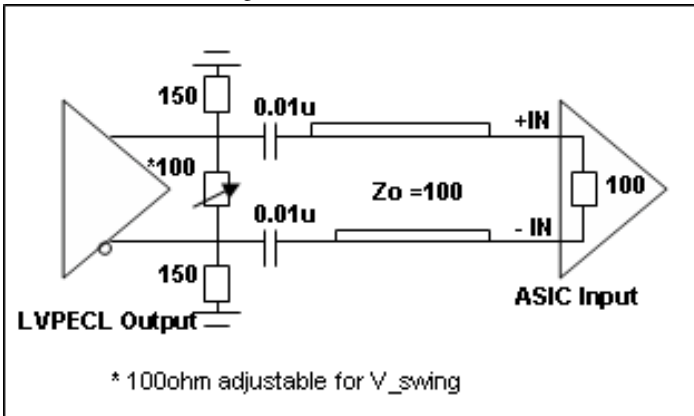 150
0.01u
+IN
*100
Zo =100
100
0.01u
- IN
150
ASIC Input
LVPECL Output
* 100ohm adjustable for V_swing